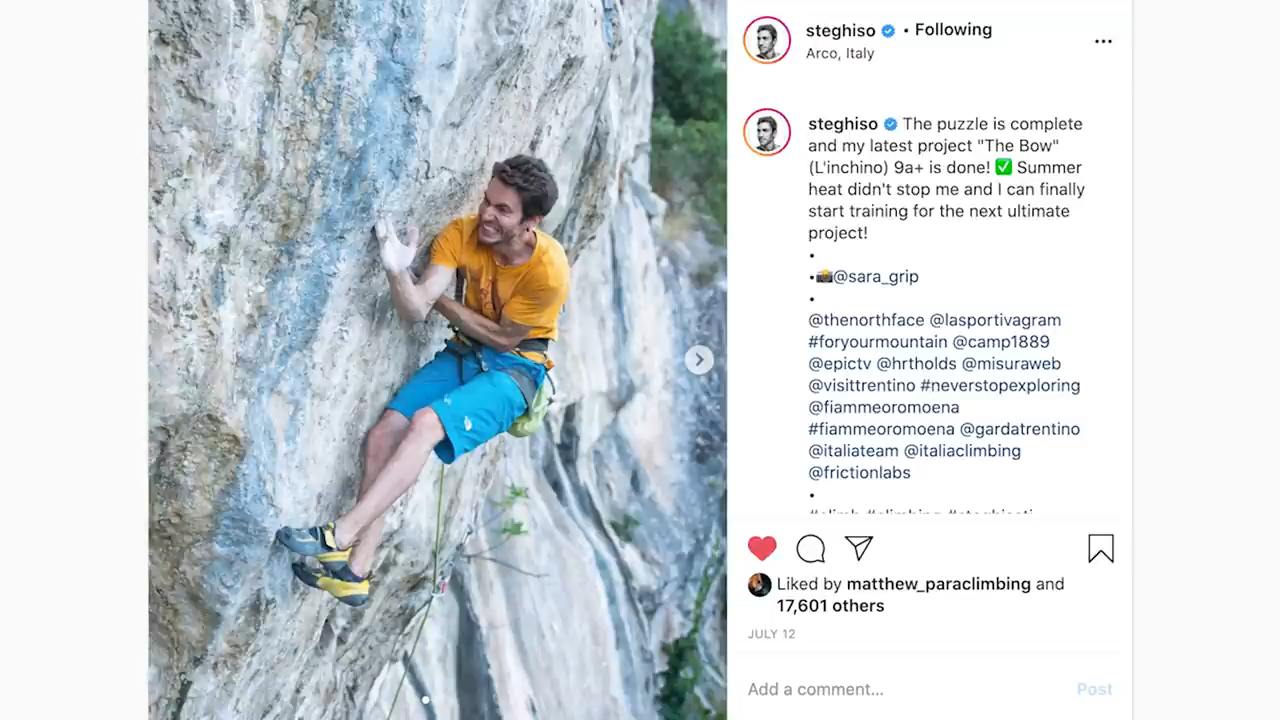 steghiso • Following
Arco, Italy
steghiso The puzzle is complete
and my latest project "The Bow"
(L'inchino) 9a+ is done! ✅ Summer
heat didn't stop me and I can finally
start training for the next ultimate
project!
•
•📸@sara_grip
•
@thenorthface @lasportivagram
#foryourmountain @camp1889
@epictv @hrtholds @misuraweb
@visittrentino #neverstopexploring
@fiammeoromoena
#fiammeoromoena @gardatrentino
@italiateam @italiaclimbing
@frictionlabs
•
#climb #climbing
Liked by matthew_paraclimbing and
17,601 others
JULY 12
Add a comment...
Post